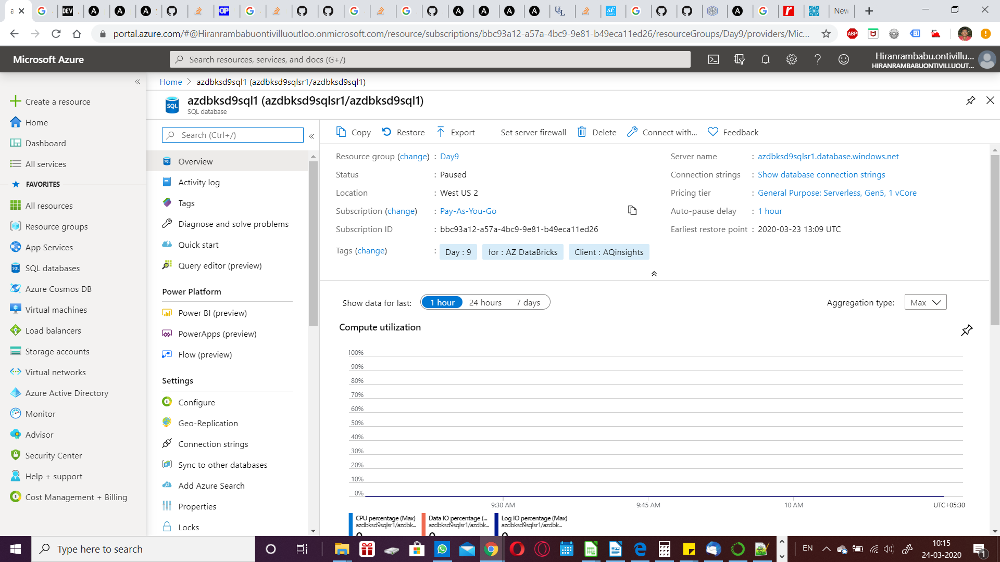 a
DEV
OP
New
portal.azure.com/#@Hiranrambabuontivilluoutloo.onmicrosoft.com/resource/subscriptions/bbc93a12-a57a-4bc9-9e81-b49eca11ed26/resourceGroups/Day9/providers/Mic...
ABP
Microsoft Azure
Search resources, services, and docs (G+/)
Hiranrambabu.ontivillu...
HIRANRAMBABUONTIVILLUOUT...
Home > azdbksd9sql1 (azdbksd9sqlsr1/azdbksd9sql1)
azdbksd9sql1 (azdbksd9sqlsr1/azdbksd9sql1)
SQL database
Create a resource
Home
Dashboard
All services
FAVORITES
All resources
Resource groups
App Services
SQL databases
Azure Cosmos DB
Virtual machines
Load balancers
Storage accounts
Virtual networks
Azure Active Directory
Monitor
Advisor
Security Center
Help + support
Cost Management + Billing
Search (Ctrl+/)
Overview
Activity log
Tags
Diagnose and solve problems
Quick start
Query editor (preview)
Power Platform
Power BI (preview)
PowerApps (preview)
Flow (preview)
Settings
Configure
Geo-Replication
Connection strings
Sync to other databases
Add Azure Search
Properties
Locks
Copy Restore Export Set server firewall Delete Connect with... Feedback
Resource group (change) : Day9
Status : Paused
Location : West US 2
Subscription (change) : Pay-As-You-Go
Subscription ID : bbc93a12-a57a-4bc9-9e81-b49eca11ed26
Tags (change) : Day : 9 for : AZ DataBricks Client : AQinsights
Server name : azdbksd9sqlsr1.database.windows.net
Connection strings : Show database connection strings
Pricing tier : General Purpose: Serverless, Gen5, 1 vCore
Auto-pause delay : 1 hour
Earliest restore point : 2020-03-23 13:09 UTC
Show data for last: 1 hour 24 hours 7 days
Aggregation type: Max
Compute utilization
100%
90%
80%
70%
60%
50%
40%
30%
20%
10%
0%
9:30 AM 9:45 AM 10 AM UTC+05:30
CPU percentage (Max)
azdbksd9sqlsr1/azdbk...
0
Data IO percentage (...
azdbksd9sqlsr1/azdbk...
0
Log IO percentage (Max)
azdbksd9sqlsr1/azdbk...
0
Type here to search
EN
10:15
24-03-2020
1